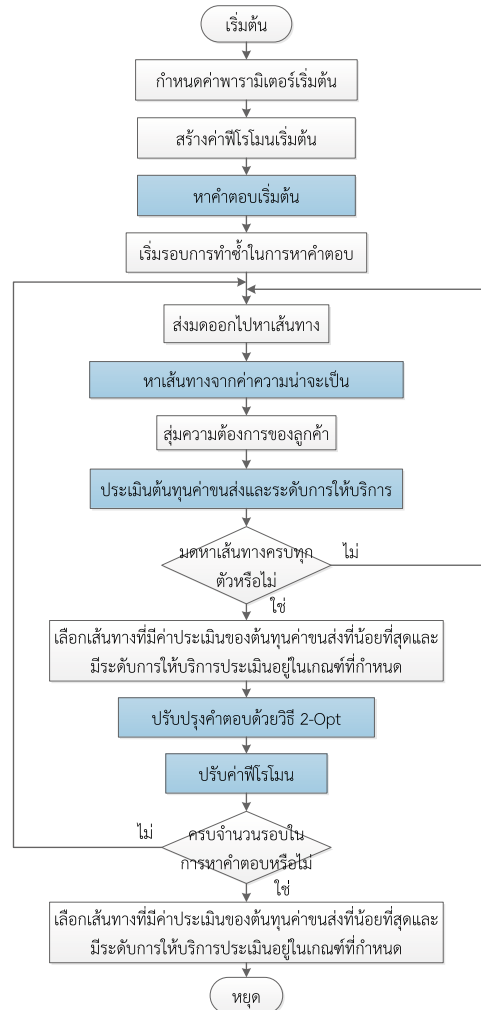 เริ่มต้น
กำหนดค่าพารามิเตอร์เริ่มต้น
สร้างค่าฟีโรโมนเริ่มต้น
หาคำตอบเริ่มต้น
เริ่มรอบการทำซ้ำในการหาคำตอบ
ส่งมดออกไปหาเส้นทาง
หาเส้นทางจากค่าความน่าจะเป็น
สุ่มความต้องการของลูกค้า
ประเมินต้นทุนค่าขนส่งและระดับการให้บริการ
มดหาเส้นทางครบทุก
ตัวหรือไม่
ไม่
ใช่
เลือกเส้นทางที่มีค่าประเมินของต้นทุนค่าขนส่งที่น้อยที่สุดและ
มีระดับการให้บริการประเมินอยู่ในเกณฑ์ที่กำหนด
ปรับปรุงคำตอบด้วยวิธี 2-Opt
ปรับค่าฟีโรโมน
ไม่
ครบจำนวนรอบใน
การหาคำตอบหรือไม่
ใช่
เลือกเส้นทางที่มีค่าประเมินของต้นทุนค่าขนส่งที่น้อยที่สุดและ
มีระดับการให้บริการประเมินอยู่ในเกณฑ์ที่กำหนด
หยุด